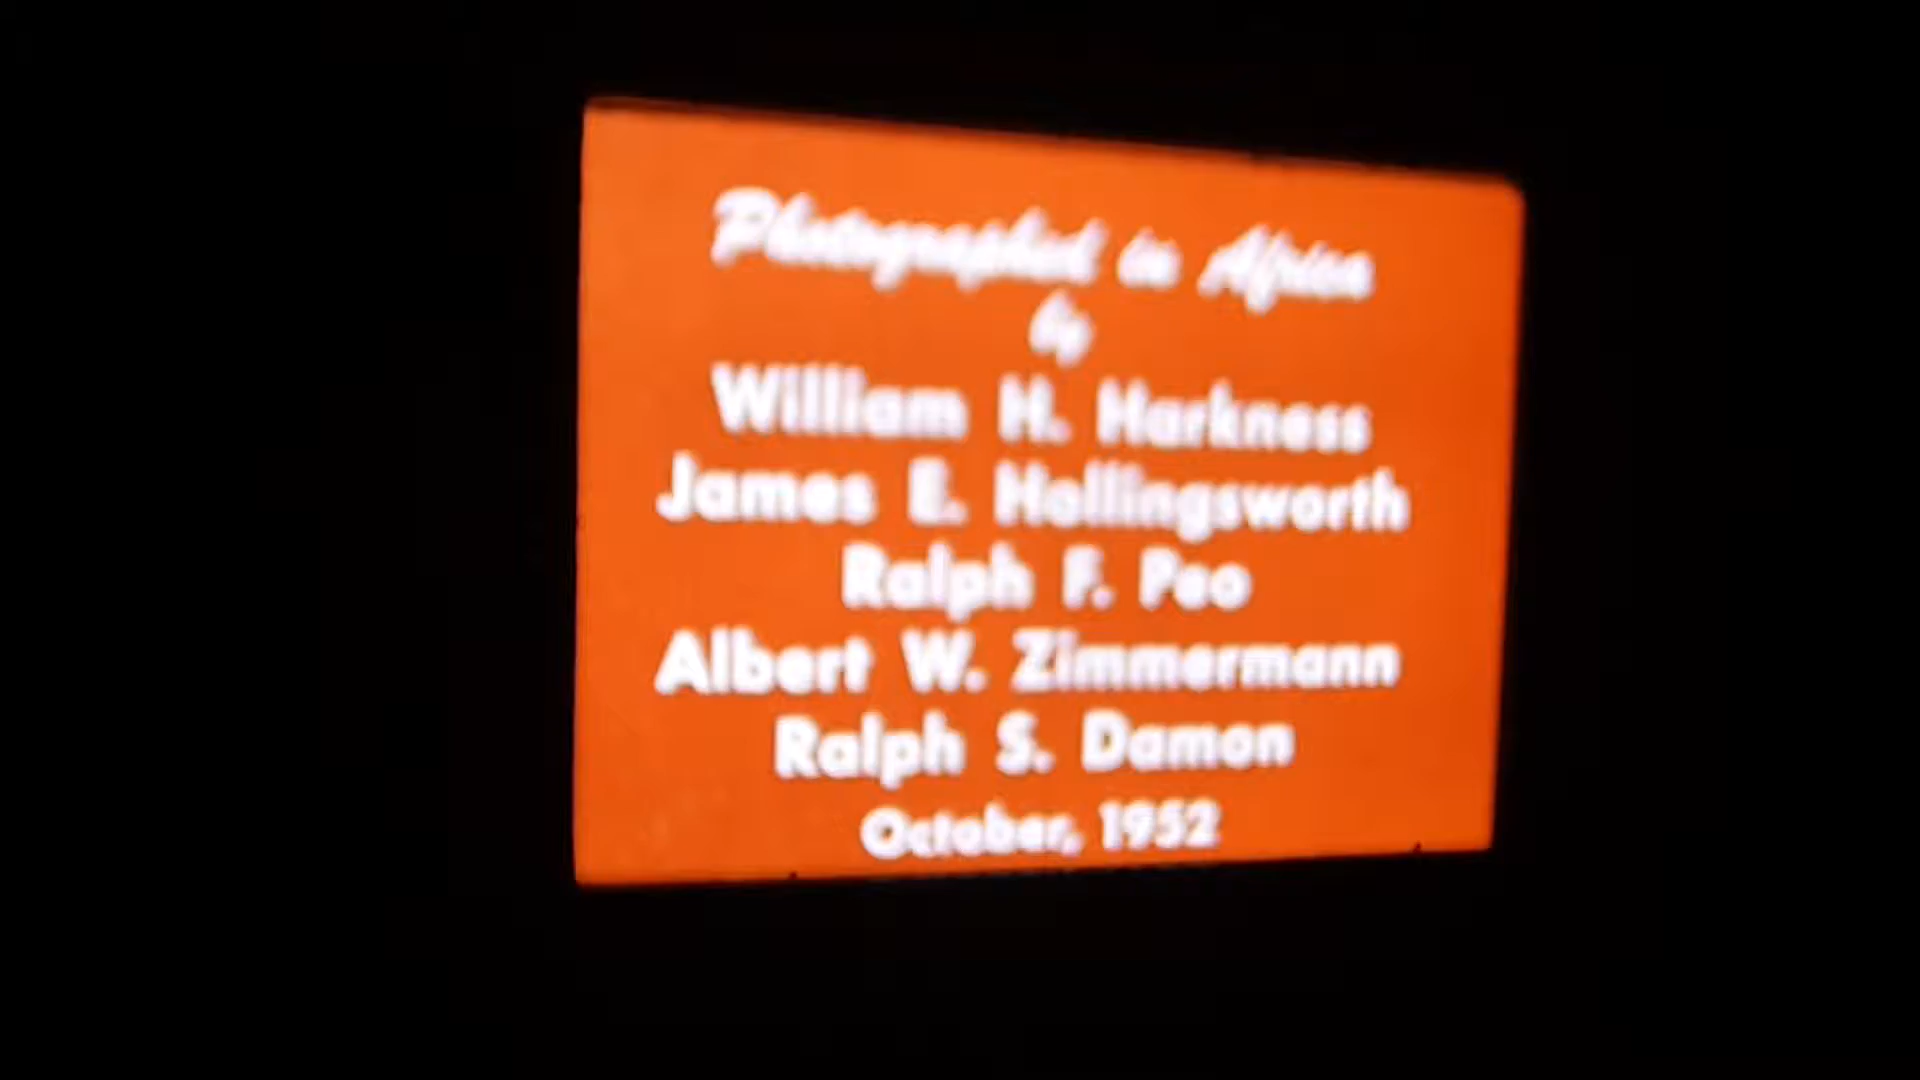 Photographed in Africa
by
William H. Harkness
James E. Hollingsworth
Ralph F. Peo
Albert W. Zimmermann
Ralph S. Damon
October, 1952